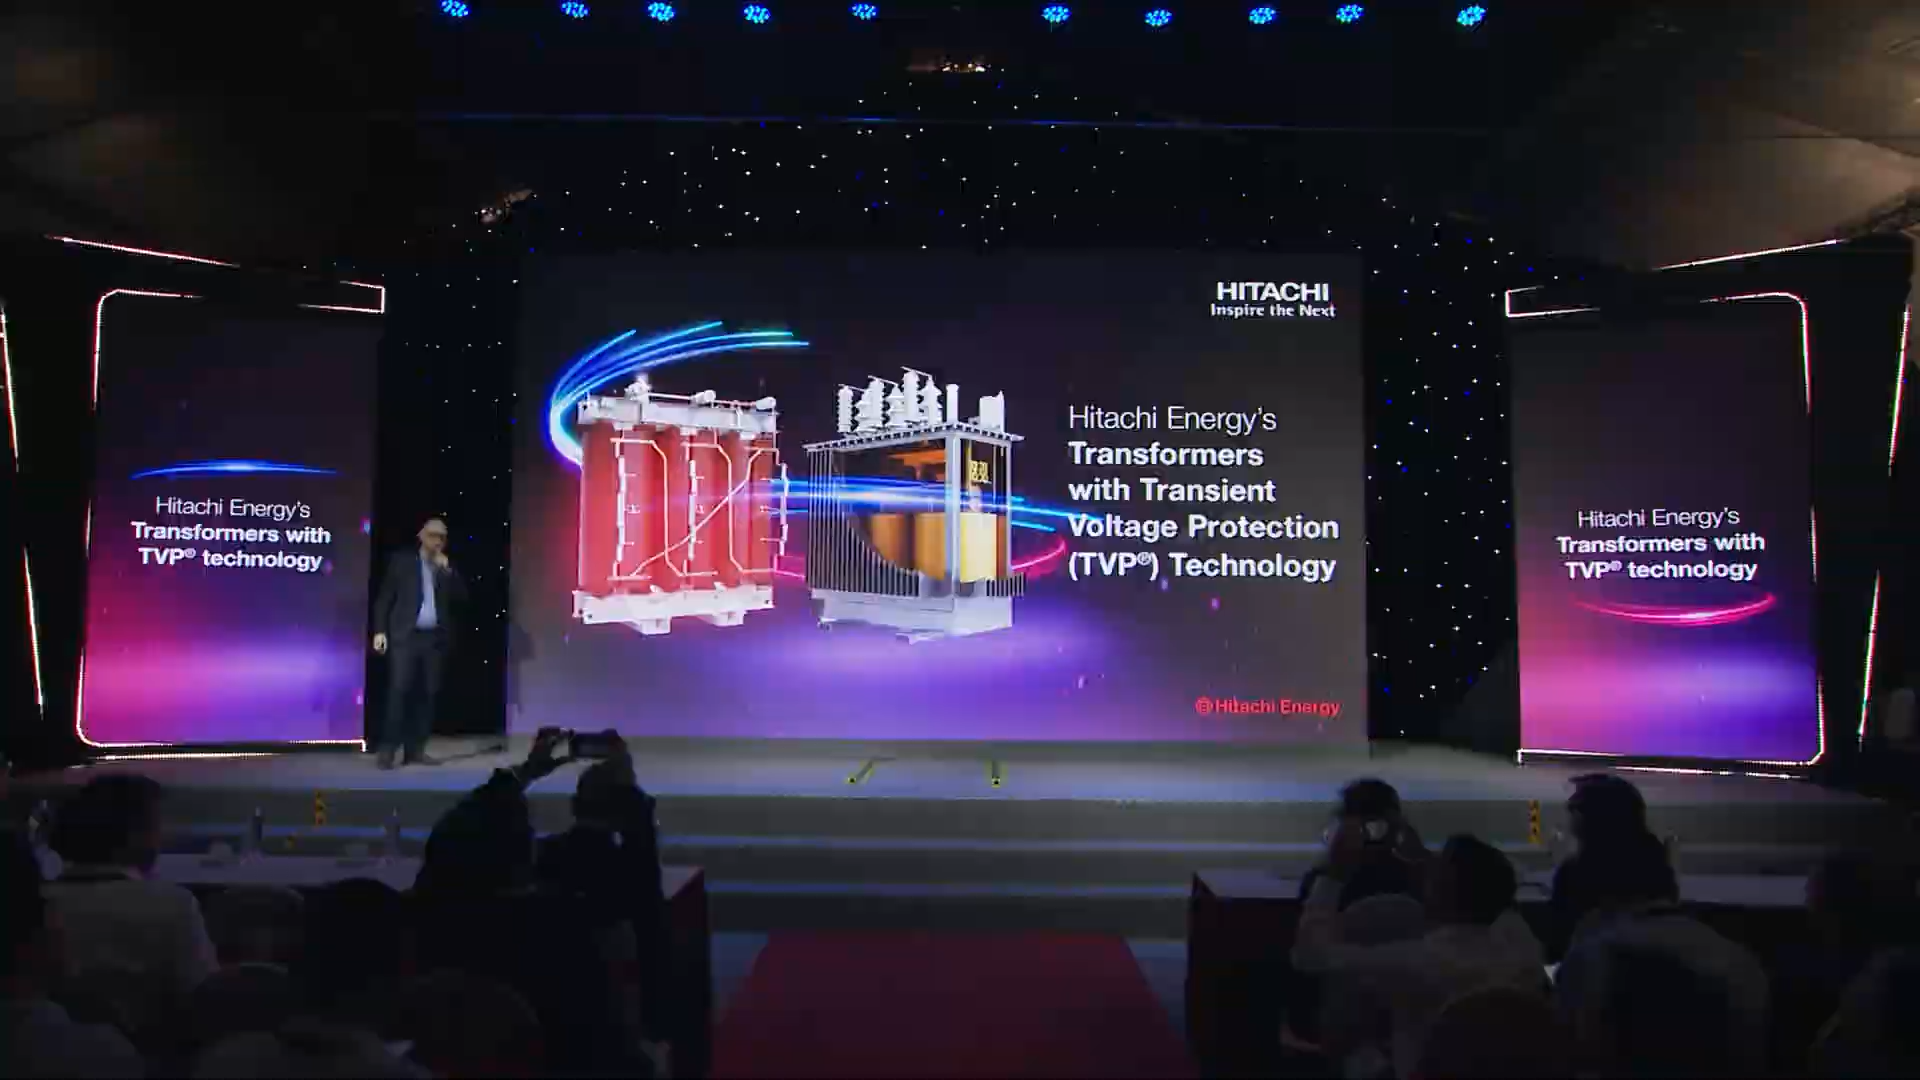 HITACHI
Inspire the Next
Hitachi Energy's
Transformers
with Transient
Voltage Protection
(TVP®) Technology
@Hitachi Energy
Hitachi Energy's
Transformers with
TVP® technology
Hitachi Energy's
Transformers with
TVP® technology